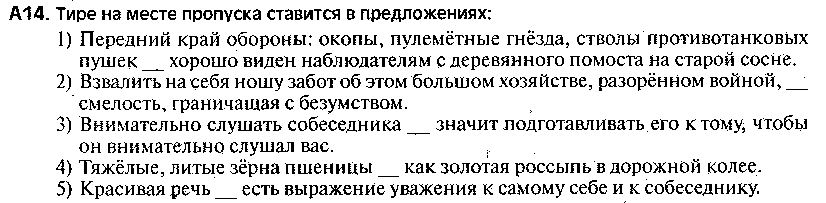 А14. Тире на месте пропуска ставится в предложениях:
1) Передний край обороны: окопы, пулемётные гнёзда, стволы противотанковых
пушек __ хорошо виден наблюдателям с деревянного помоста на старой сосне.
2) Взвалить на себя ношу забот об этом большом хозяйстве, разорённом войной, __
смелость, граничащая с безумством.
3) Внимательно слушать собеседника __ значит подготавливать его к тому, чтобы
он внимательно слушал вас.
4) Тяжёлые, литые зёрна пшеницы __ как золотая россыпь в дорожной колее.
5) Красивая речь __ есть выражение уважения к самому себе и к собеседнику.